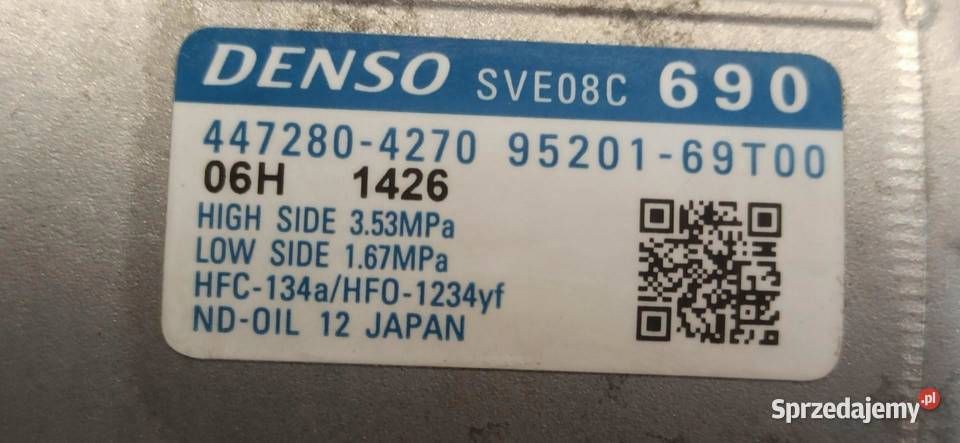 DENSO SVE08C 690
447280-4270 95201-69T00
06H 1426
HIGH SIDE 3.53MPa
LOW SIDE 1.67MPa
HFC-134a/HFO-1234yf
ND-OIL 12 JAPAN
Sprzedajemy.pl